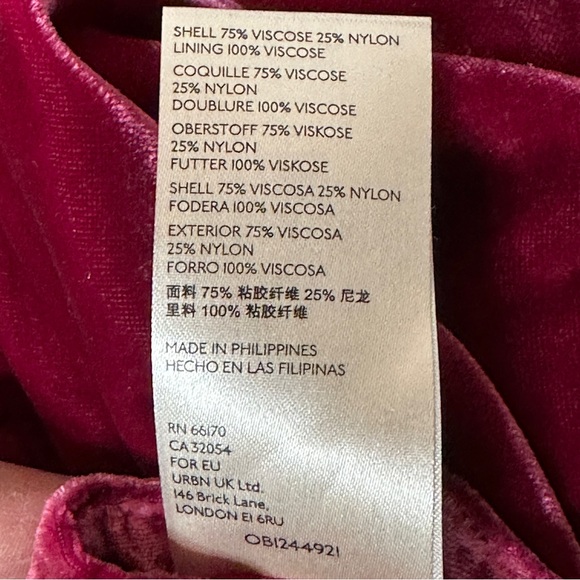 SHELL 75% VISCOSE 25% NYLON
LINING 100% VISCOSE
COQUILLE 75% VISCOSE
25% NYLON
DOUBLURE 100% VISCOSE
OBERSTOFF 75% VISKOSE
25% NYLON
FUTTER 100% VISKOSE
SHELL 75% VISCOSA 25% NYLON
FODERA 100% VISCOSA
EXTERIOR 75% VISCOSA
25% NYLON
FORRO 100% VISCOSA
面料 75% 粘胶纤维 25% 尼龙
里料 100% 粘胶纤维
MADE IN PHILIPPINES
HECHO EN LAS FILIPINAS
RN 66170
CA 32054
FOR EU
URBN UK Ltd.
146 Brick Lane,
LONDON E1 6RU
OB1244921